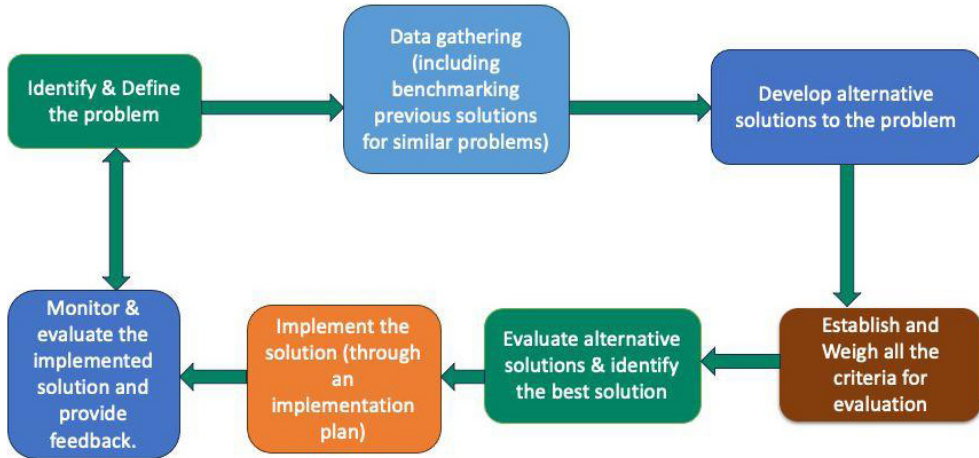 Identify & Define
the problem
Data gathering
(including
benchmarking
previous solutions
for similar problems)
Develop alternative
solutions to the problem
Establish and
Weigh all the
criteria for
evaluation
Evaluate alternative
solutions & identify
the best solution
Implement the
solution (through
an
implementation
plan)
Monitor &
evaluate the
implemented
solution and
provide
feedback.